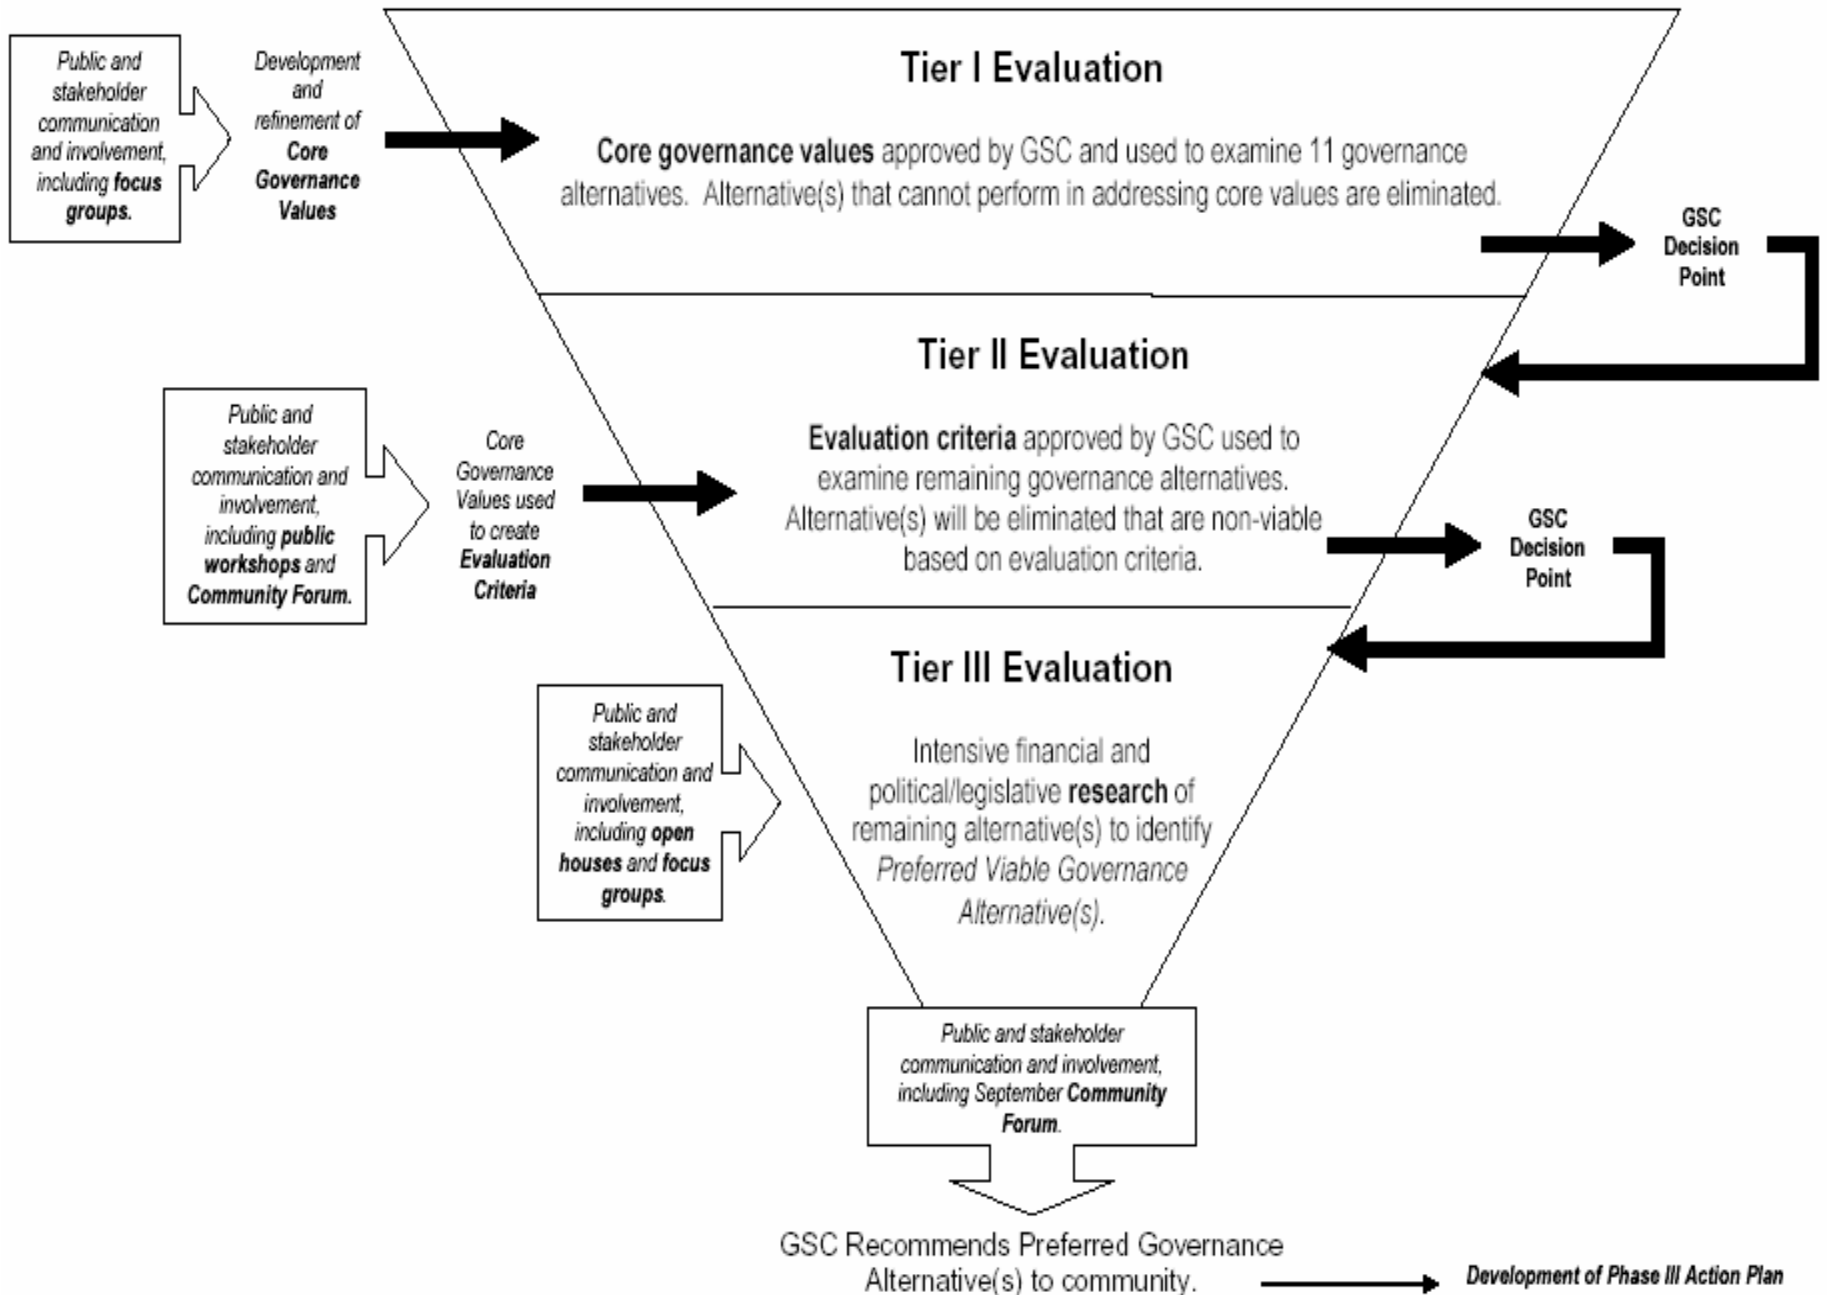 Public and
stakeholder
communication
and involvement,
including focus
groups.
Development
and
refinement of
Core
Governance
Values
Tier I Evaluation
Core governance values approved by GSC and used to examine 11 governance
alternatives. Alternative(s) that cannot perform in addressing core values are eliminated.
GSC
Decision
Point
Tier II Evaluation
Public and
stakeholder
communication and
involvement,
including public
workshops and
Community Forum.
Core
Governance
Values used
to create
Evaluation
Criteria
Evaluation criteria approved by GSC used to
examine remaining governance alternatives.
Alternative(s) will be eliminated that are non-viable
based on evaluation criteria.
GSC
Decision
Point
Tier III Evaluation
Public and
stakeholder
communication and
involvement,
including open
houses and focus
groups.
Intensive financial and
political/legislative research of
remaining alternative(s) to identify
Preferred Viable Governance
Alternative(s).
Public and stakeholder
communication and involvement,
including September Community
Forum.
GSC Recommends Preferred Governance
Alternative(s) to community.
Development of Phase III Action Plan